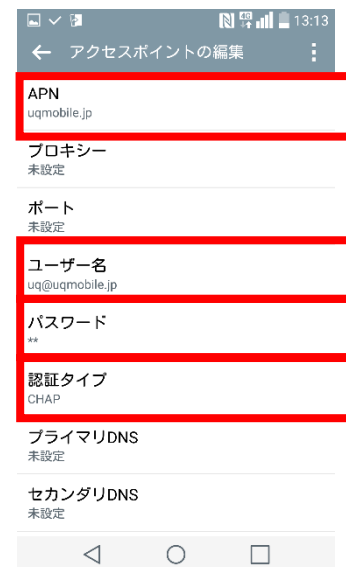 4G 13:13
アクセスポイントの編集
APN
uqmobile.jp
プロキシー
未設定
ポート
未設定
ユーザー名
uq@uqmobile.jp
パスワード
**
認証タイプ
CHAP
プライマリDNS
未設定
セカンダリDNS
未設定